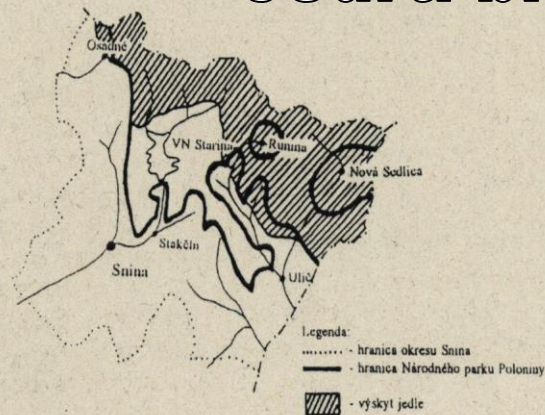 Osadné
VN Starina
Runina
Nová Sedlica
Stakčín
Snina
Ulič
Legenda:
- hranica okresu Snina
- hranica Národného parku Poloniny
- výskyt jedle